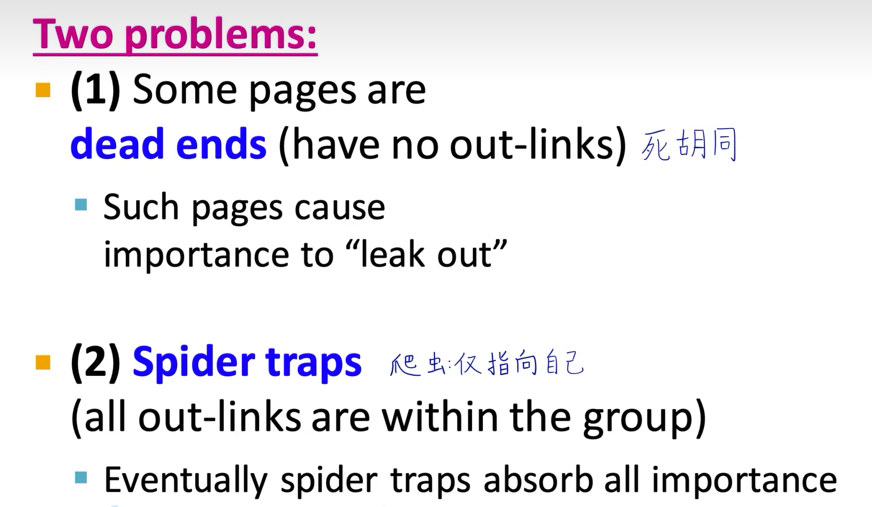 Two problems:
(1) Some pages are
dead ends (have no out-links) 死胡同
Such pages cause
importance to “leak out”
(2) Spider traps 爬虫:仅指向自己
(all out-links are within the group)
Eventually spider traps absorb all importance